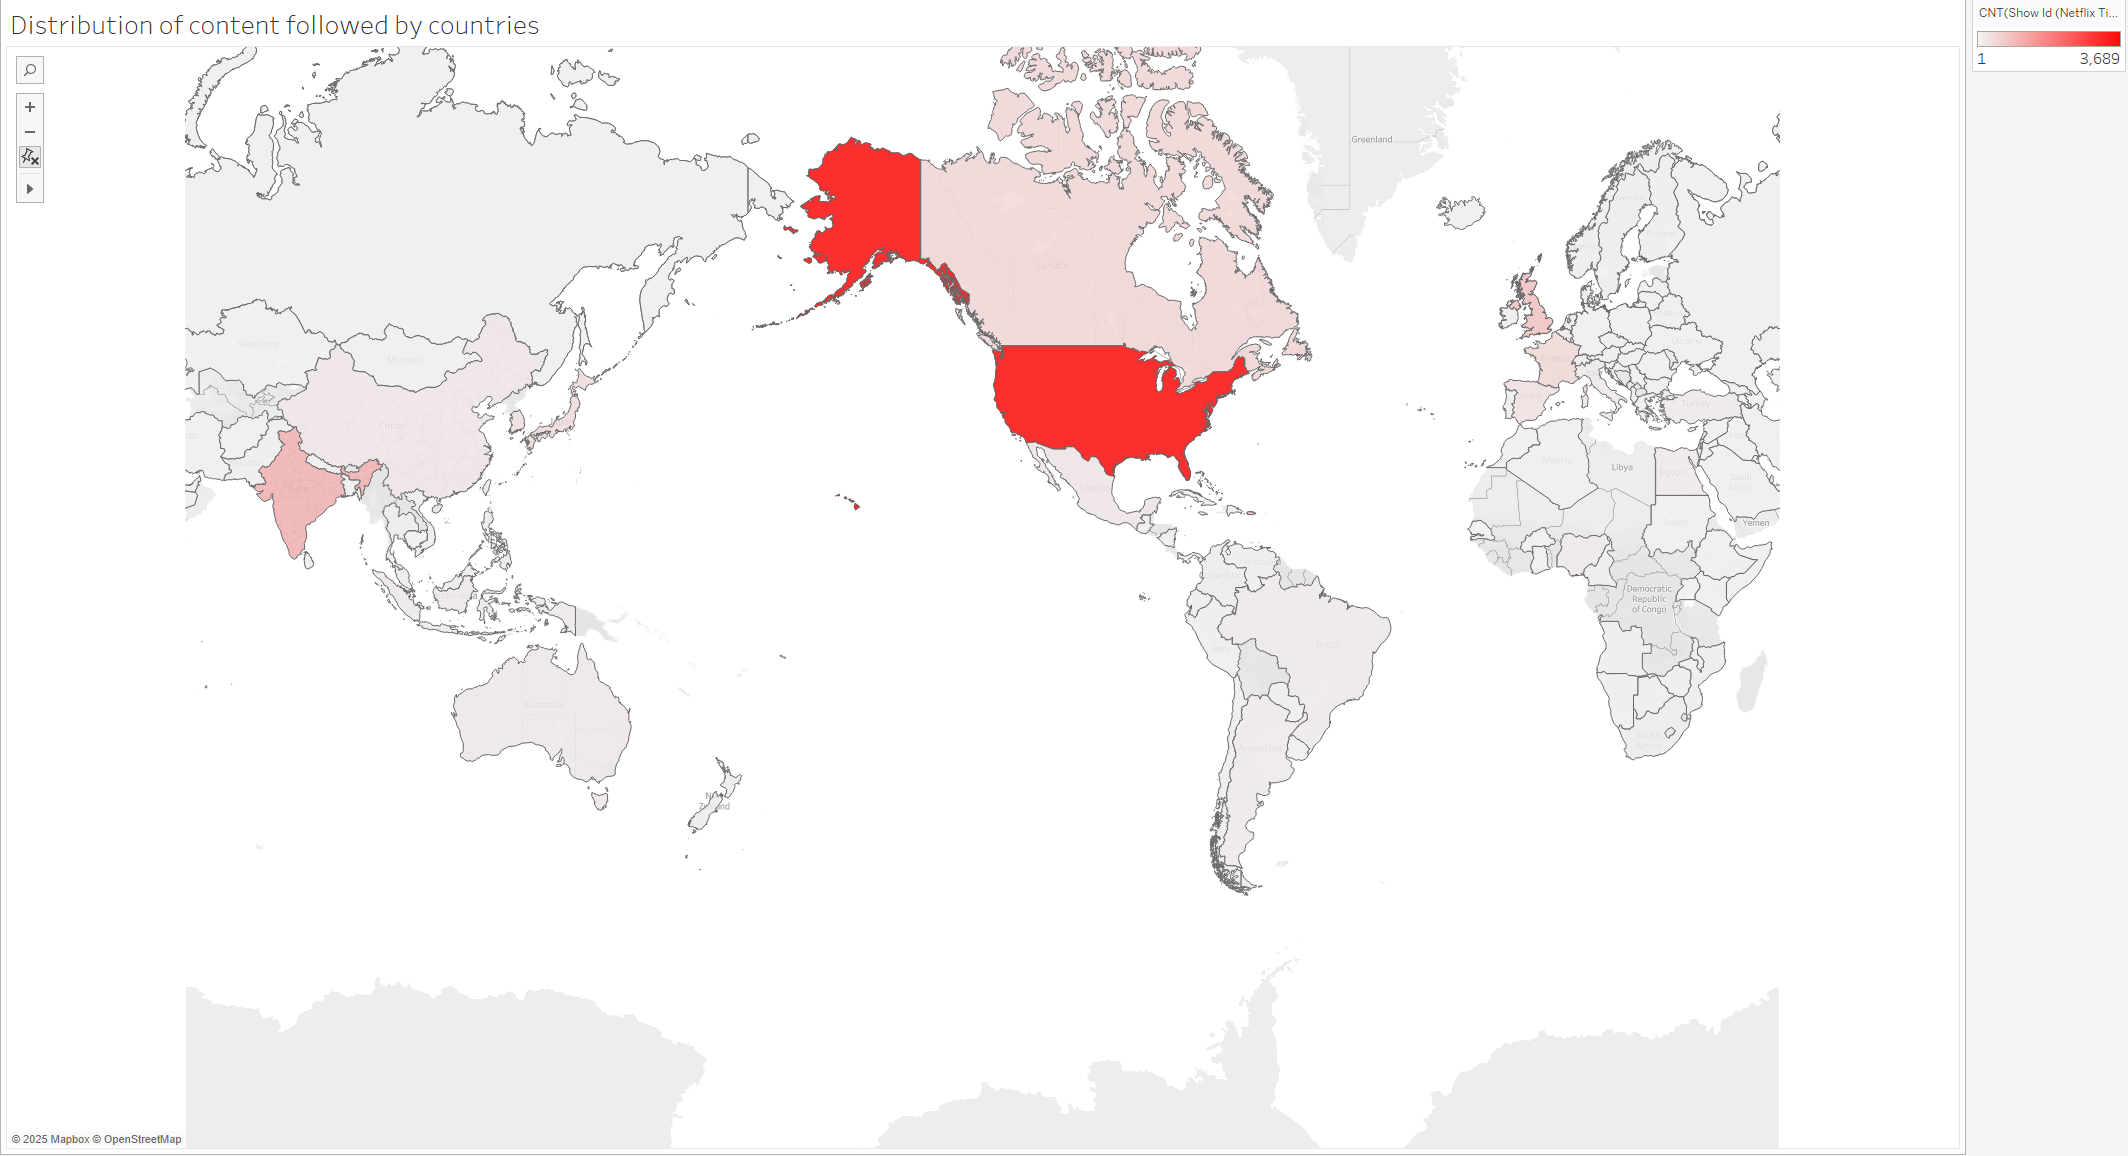 Distribution of content followed by countries
CNT(Show Id (Netflix Ti...
1 3,689
Greenland
Canada
Kazakhstan
Mongolia
China
India
Australia
Mexico
Colombia
Peru
Brazil
Argentina
France
Spain
Ukraine
Turkey
Algeria
Libya
Egypt
Saudi
Arabia
Sudan
Yemen
Democratic
Republic
of Congo
South
Africa
© 2025 Mapbox © OpenStreetMap